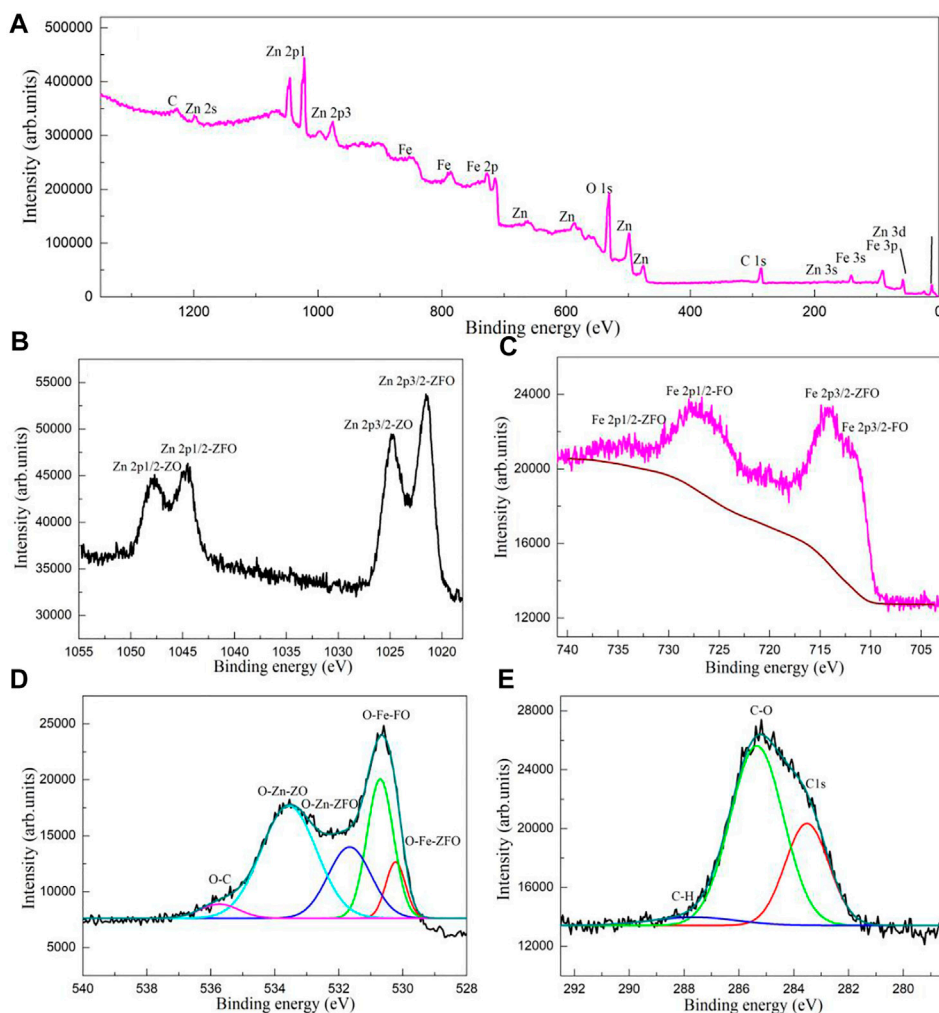 A
500000
400000
300000
200000
100000
0
Intensity (arb.units)
C
Zn 2s
Zn 2p1
Zn 2p3
Fe
Fe
Fe 2p
Zn
Zn
O 1s
Zn
Zn
C 1s
Zn 3s
Fe 3s
Zn 3d
Fe 3p
1200 1000 800 600 400 200 0
Binding energy (eV)
B
55000
50000
45000
40000
35000
30000
Intensity (arb.units)
Zn 2p1/2-ZO
Zn 2p1/2-ZFO
Zn 2p3/2-ZO
Zn 2p3/2-ZFO
1055 1050 1045 1040 1035 1030 1025 1020
Binding energy (eV)
C
24000
20000
16000
12000
Intensity (arb.units)
Fe 2p1/2-ZFO
Fe 2p1/2-FO
Fe 2p3/2-ZFO
Fe 2p3/2-FO
740 735 730 725 720 715 710 705
Binding energy (eV)
D
25000
20000
15000
10000
5000
Intensity (arb.units)
O-C
O-Zn-ZO
O-Zn-ZFO
O-Fe-FO
O-Fe-ZFO
540 538 536 534 532 530 528
Binding energy (eV)
E
28000
24000
20000
16000
12000
Intensity (arb.units)
C-H
C-O
C1s
292 290 288 286 284 282 280
Binding energy (eV)